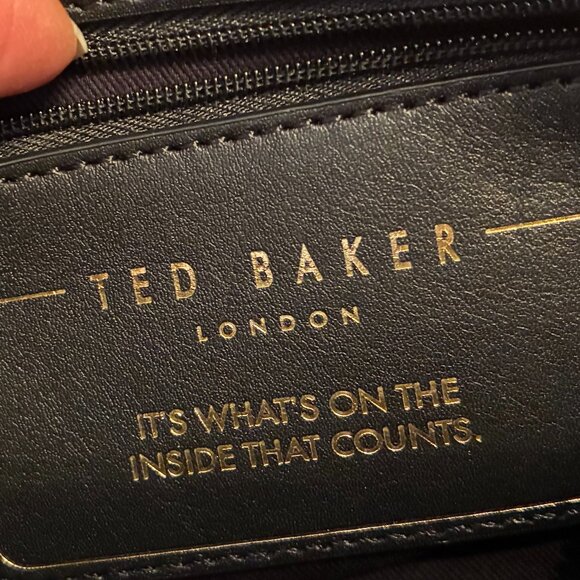 TED BAKER
LONDON
IT'S WHAT'S ON THE
INSIDE THAT COUNTS.